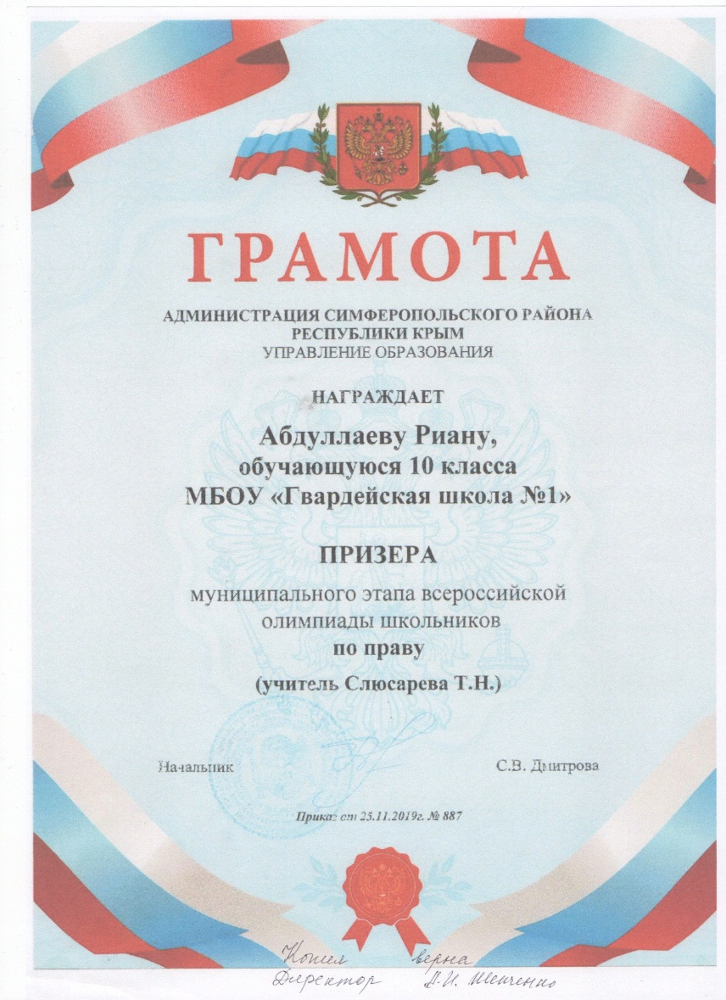 ГРАМОТА
АДМИНИСТРАЦИЯ СИМФЕРОПОЛЬСКОГО РАЙОНА
РЕСПУБЛИКИ КРЫМ
УПРАВЛЕНИЕ ОБРАЗОВАНИЯ
НАГРАЖДАЕТ
Абдуллаеву Риану,
обучающуюся 10 класса
МБОУ «Гвардейская школа №1»
ПРИЗЕРА
муниципального этапа всероссийской
олимпиады школьников
по праву
(учитель Слюсарева Т.Н.)
Начальник С.В. Дмитрова
Приказ от 25.11.2019г. № 887
Копия верна
Директор